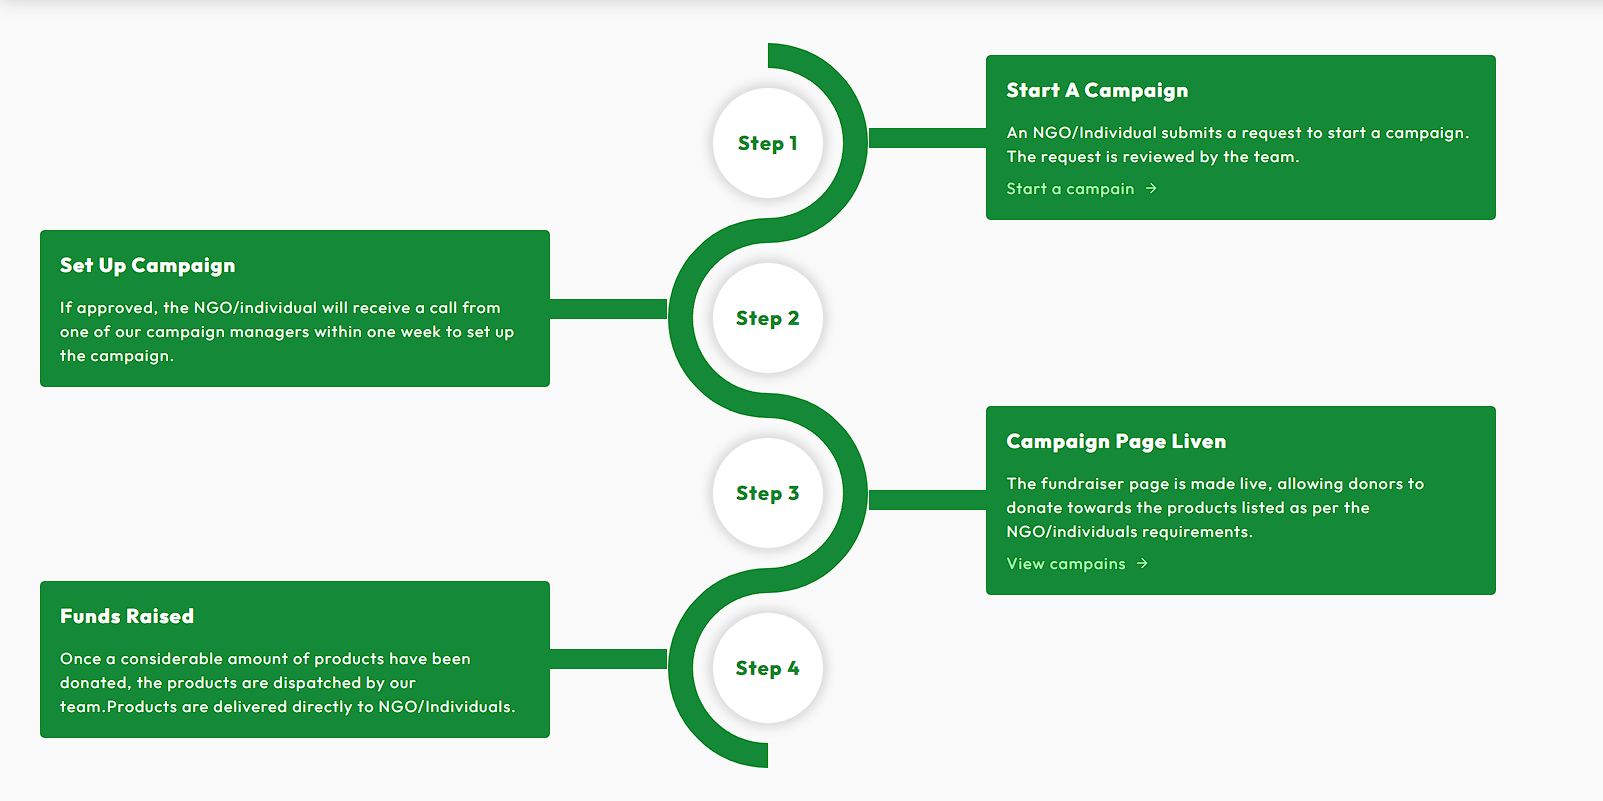 Step 1
Start A Campaign
An NGO/Individual submits a request to start a campaign.
The request is reviewed by the team.
Start a campain →
Set Up Campaign
If approved, the NGO/individual will receive a call from
one of our campaign managers within one week to set up
the campaign.
Step 2
Step 3
Campaign Page Liven
The fundraiser page is made live, allowing donors to
donate towards the products listed as per the
NGO/individuals requirements.
View campains →
Funds Raised
Once a considerable amount of products have been
donated, the products are dispatched by our
team.Products are delivered directly to NGO/Individuals.
Step 4